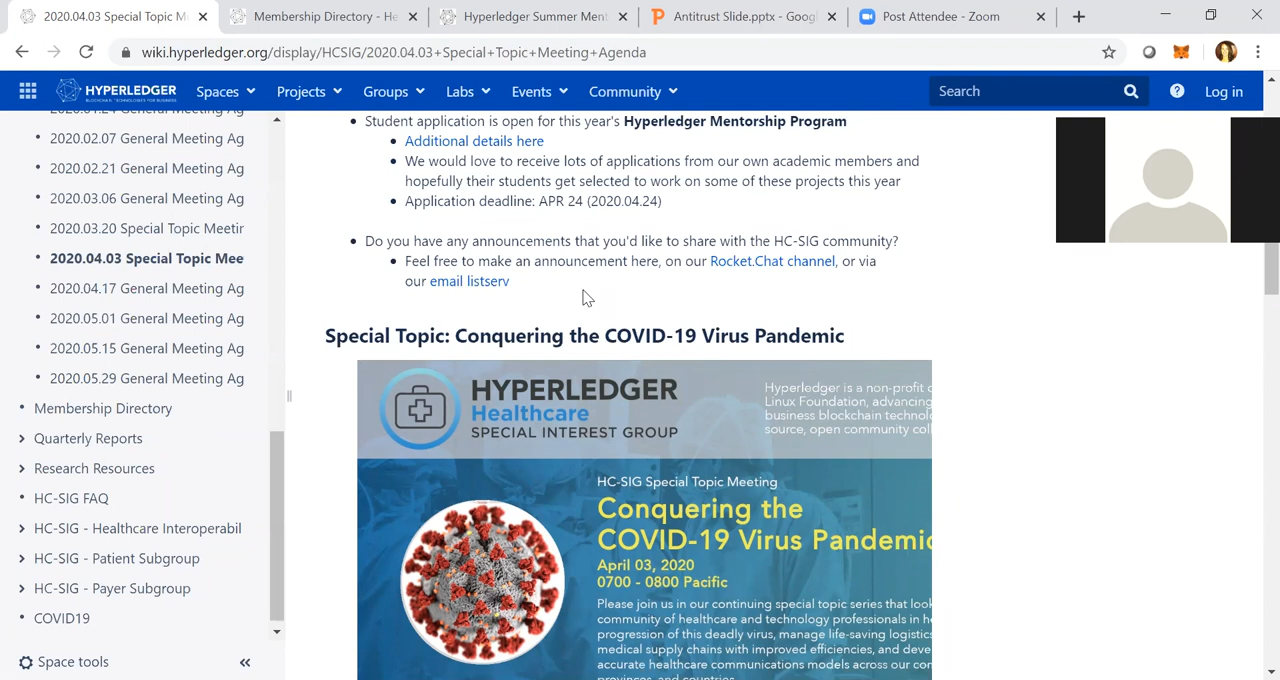 2020.04.03 Special Topic M
Membership Directory - He
Hyperledger Summer Ment
Antitrust Slide.pptx - Goog
Post Attendee - Zoom
wiki.hyperledger.org/display/HCSIG/2020.04.03+Special+Topic+Meeting+Agenda
HYPERLEDGER
BLOCKCHAIN TECHNOLOGIES FOR BUSINESS
Spaces
Projects
Groups
Labs
Events
Community
Search
Log in
2020.02.07 General Meeting Ag
2020.02.21 General Meeting Ag
2020.03.06 General Meeting Ag
2020.03.20 Special Topic Meetir
2020.04.03 Special Topic Mee
2020.04.17 General Meeting Ag
2020.05.01 General Meeting Ag
2020.05.15 General Meeting Ag
2020.05.29 General Meeting Ag
Membership Directory
Quarterly Reports
Research Resources
HC-SIG FAQ
HC-SIG - Healthcare Interoperabil
HC-SIG - Patient Subgroup
HC-SIG - Payer Subgroup
COVID19
Space tools
Student application is open for this year's Hyperledger Mentorship Program
Additional details here
We would love to receive lots of applications from our own academic members and
hopefully their students get selected to work on some of these projects this year
Application deadline: APR 24 (2020.04.24)
Do you have any announcements that you'd like to share with the HC-SIG community?
Feel free to make an announcement here, on our Rocket.Chat channel, or via
our email listserv
Special Topic: Conquering the COVID-19 Virus Pandemic
HYPERLEDGER
Healthcare
SPECIAL INTEREST GROUP
Hyperledger is a non-profit
Linux Foundation, advancing
business blockchain technol
source, open community coll
HC-SIG Special Topic Meeting
Conquering the
COVID-19 Virus Pandemic
April 03, 2020
0700 - 0800 Pacific
Please join us in our continuing special topic series that look
community of healthcare and technology professionals in he
progression of this deadly virus, manage life-saving logistics
medical supply chains with improved efficiencies, and deve
accurate healthcare communications models across our con
provinces, and countries.